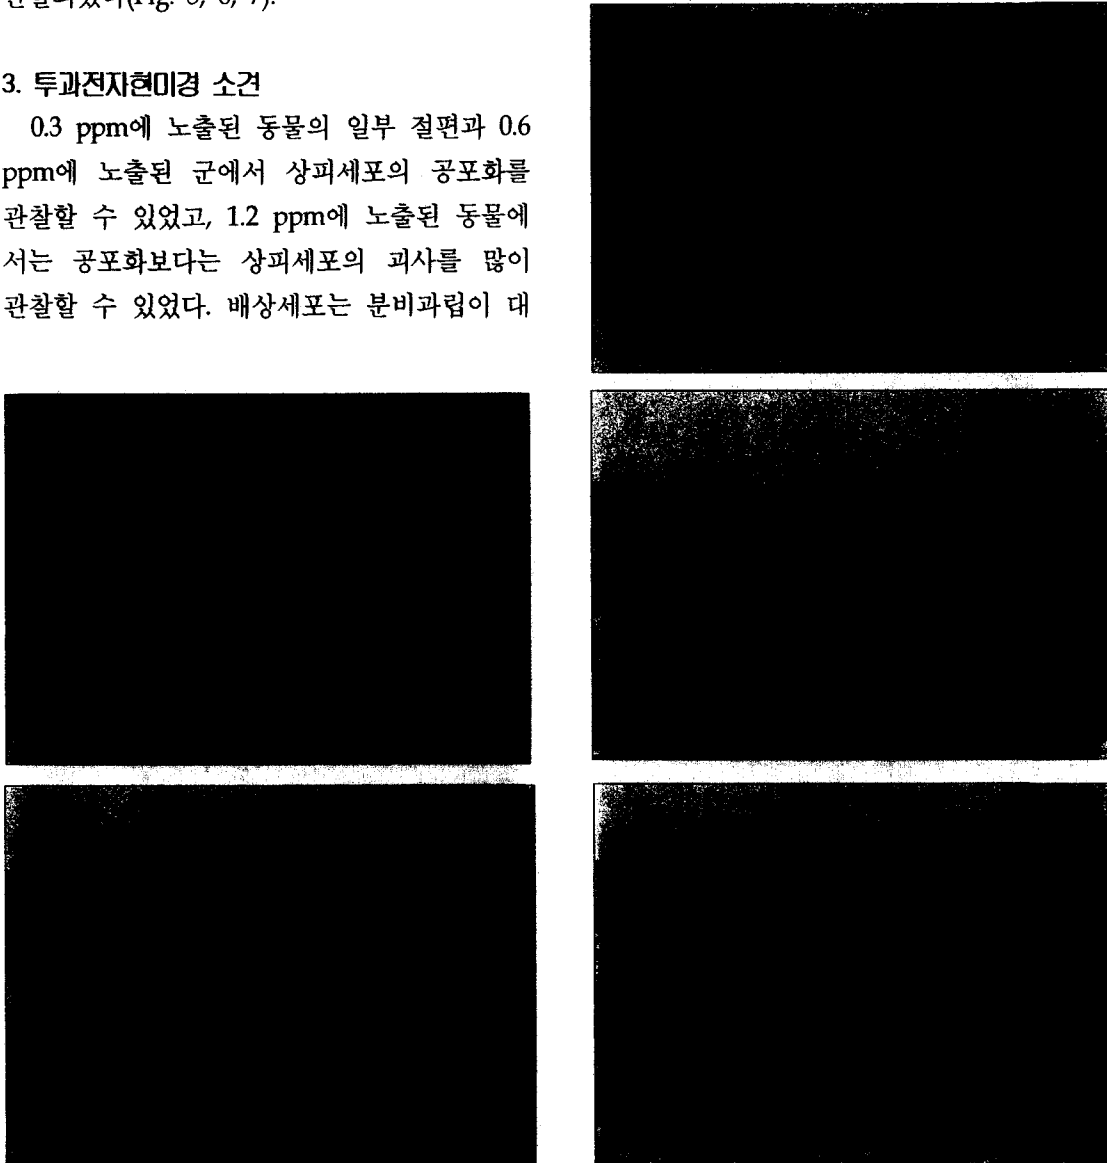 3. 투과전자현미경 소견
0.3 ppm에 노출된 동물의 일부 절편과 0.6
ppm에 노출된 군에서 상피세포의 공포화를
관찰할 수 있었고, 1.2 ppm에 노출된 동물에
서는 공포화보다는 상피세포의 괴사를 많이
관찰할 수 있었다. 배상세포는 분비과립이 대